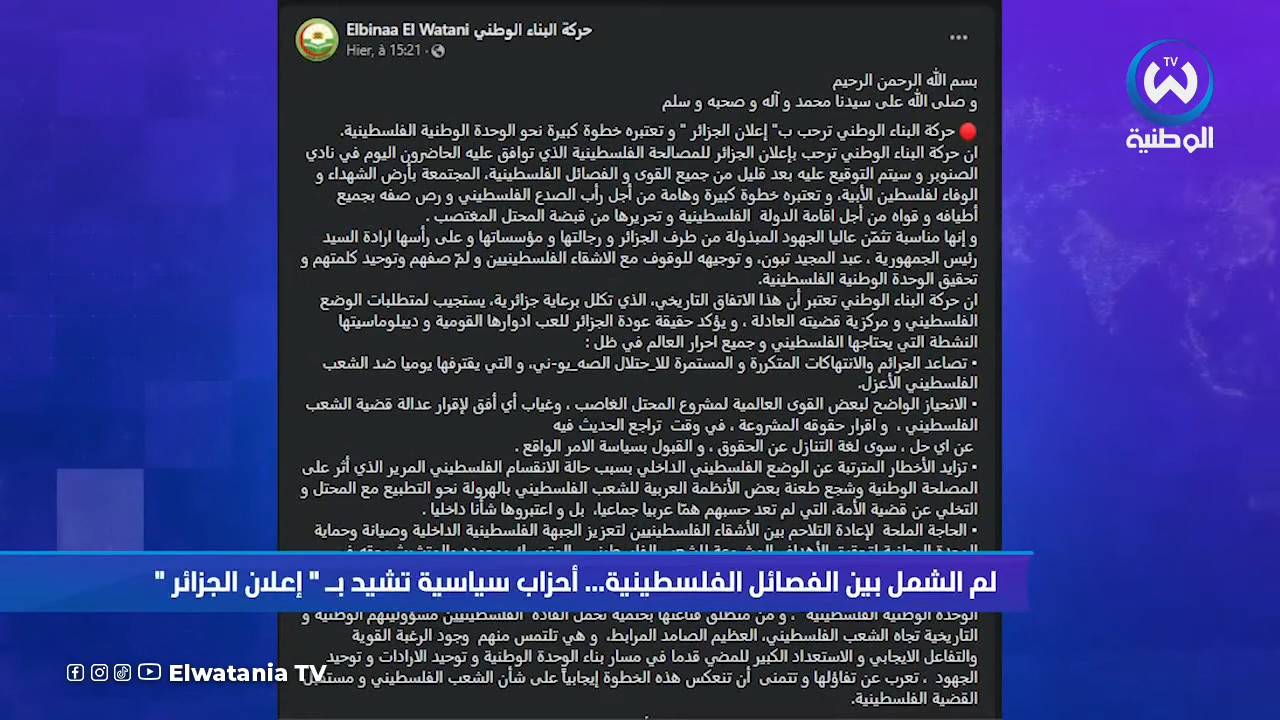 حركة البناء الوطني Elbinaa El Watani
Hier, à 15:21
بسم الله الرحمن الرحيم
و صلى الله على سيدنا محمد و آله و صحبه و سلم
حركة البناء الوطني ترحب ب" إعلان الجزائر " و تعتبره خطوة كبيرة نحو الوحدة الوطنية الفلسطينية.
ان حركة البناء الوطني ترحب بإعلان الجزائر للمصالحة الفلسطينية الذي توافق عليه الحاضرون اليوم في نادي
الصنوبر و سيتم التوقيع عليه بعد قليل من جميع القوى و الفصائل الفلسطينية، المجتمعة بأرض الشهداء و
الوفاء لفلسطين الأبية، و تعتبره خطوة كبيرة وهامة من أجل رأب الصدع الفلسطيني و رص صفه بجميع
أطيافه و قواه من أجل اقامة الدولة الفلسطينية و تحريرها من قبضة المحتل المغتصب .
و إنها مناسبة تثمّن عاليا الجهود المبذولة من طرف الجزائر و رجالتها و مؤسساتها و على رأسها ارادة السيد
رئيس الجمهورية ، عبد المجيد تبون، و توجيهه للوقوف مع الاشقاء الفلسطينيين و لمّ صفهم وتوحيد كلمتهم و
تحقيق الوحدة الوطنية الفلسطينية.
ان حركة البناء الوطني تعتبر أن هذا الاتفاق التاريخي، الذي تكلل برعاية جزائرية، يستجيب لمتطلبات الوضع
الفلسطيني و مركزية قضيته العادلة ، و يؤكد حقيقة عودة الجزائر للعب ادوارها القومية و ديبلوماسيتها
النشطة التي يحتاجها الفلسطيني و جميع احرار العالم في ظل :
• تصاعد الجرائم والانتهاكات المتكررة و المستمرة للا_حتلال الصه_يو-ني، و التي يقترفها يوميا ضد الشعب
الفلسطيني الأعزل.
• الانحياز الواضح لبعض القوى العالمية لمشروع المحتل الغاصب ، وغياب أي أفق لإقرار عدالة قضية الشعب
الفلسطيني ، و اقرار حقوقه المشروعة ، في وقت تراجع الحديث فيه
عن اي حل ، سوى لغة التنازل عن الحقوق ، و القبول بسياسة الامر الواقع .
• تزايد الأخطار المترتبة عن الوضع الفلسطيني الداخلي بسبب حالة الانقسام الفلسطيني المرير الذي أثر على
المصلحة الوطنية وشجع طعنة بعض الأنظمة العربية للشعب الفلسطيني بالهرولة نحو التطبيع مع المحتل و
التخلي عن قضية الأمة، التي لم تعد حسبهم همّا عربيا جماعيا، بل و اعتبروها شأنا داخليا .
• الحاجة الملحة لإعادة التلاحم بين الأشقاء الفلسطينيين لتعزيز الجبهة الفلسطينية الداخلية وصيانة وحماية
لم الشمل بين الفصائل الفلسطينية... أحزاب سياسية تشيد بـ " إعلان الجزائر "
الوحدة الوطنية الفلسطينية ، و من منطلق قناعتها بحتمية تحمل القادة الفلسطينيين مسؤوليتهم الوطنية و
التاريخية تجاه الشعب الفلسطيني، العظيم الصامد المرابط، و هي تلتمس منهم وجود الرغبة القوية
والتفاعل الايجابي و الاستعداد الكبير للمضي قدما في مسار بناء الوحدة الوطنية و توحيد الارادات و توحيد
الجهود ، تعرب عن تفاؤلها و تتمنى أن تنعكس هذه الخطوة إيجابياً على شأن الشعب الفلسطيني و مستقبل
القضية الفلسطينية.
TV
الوطنية
Elwatania TV